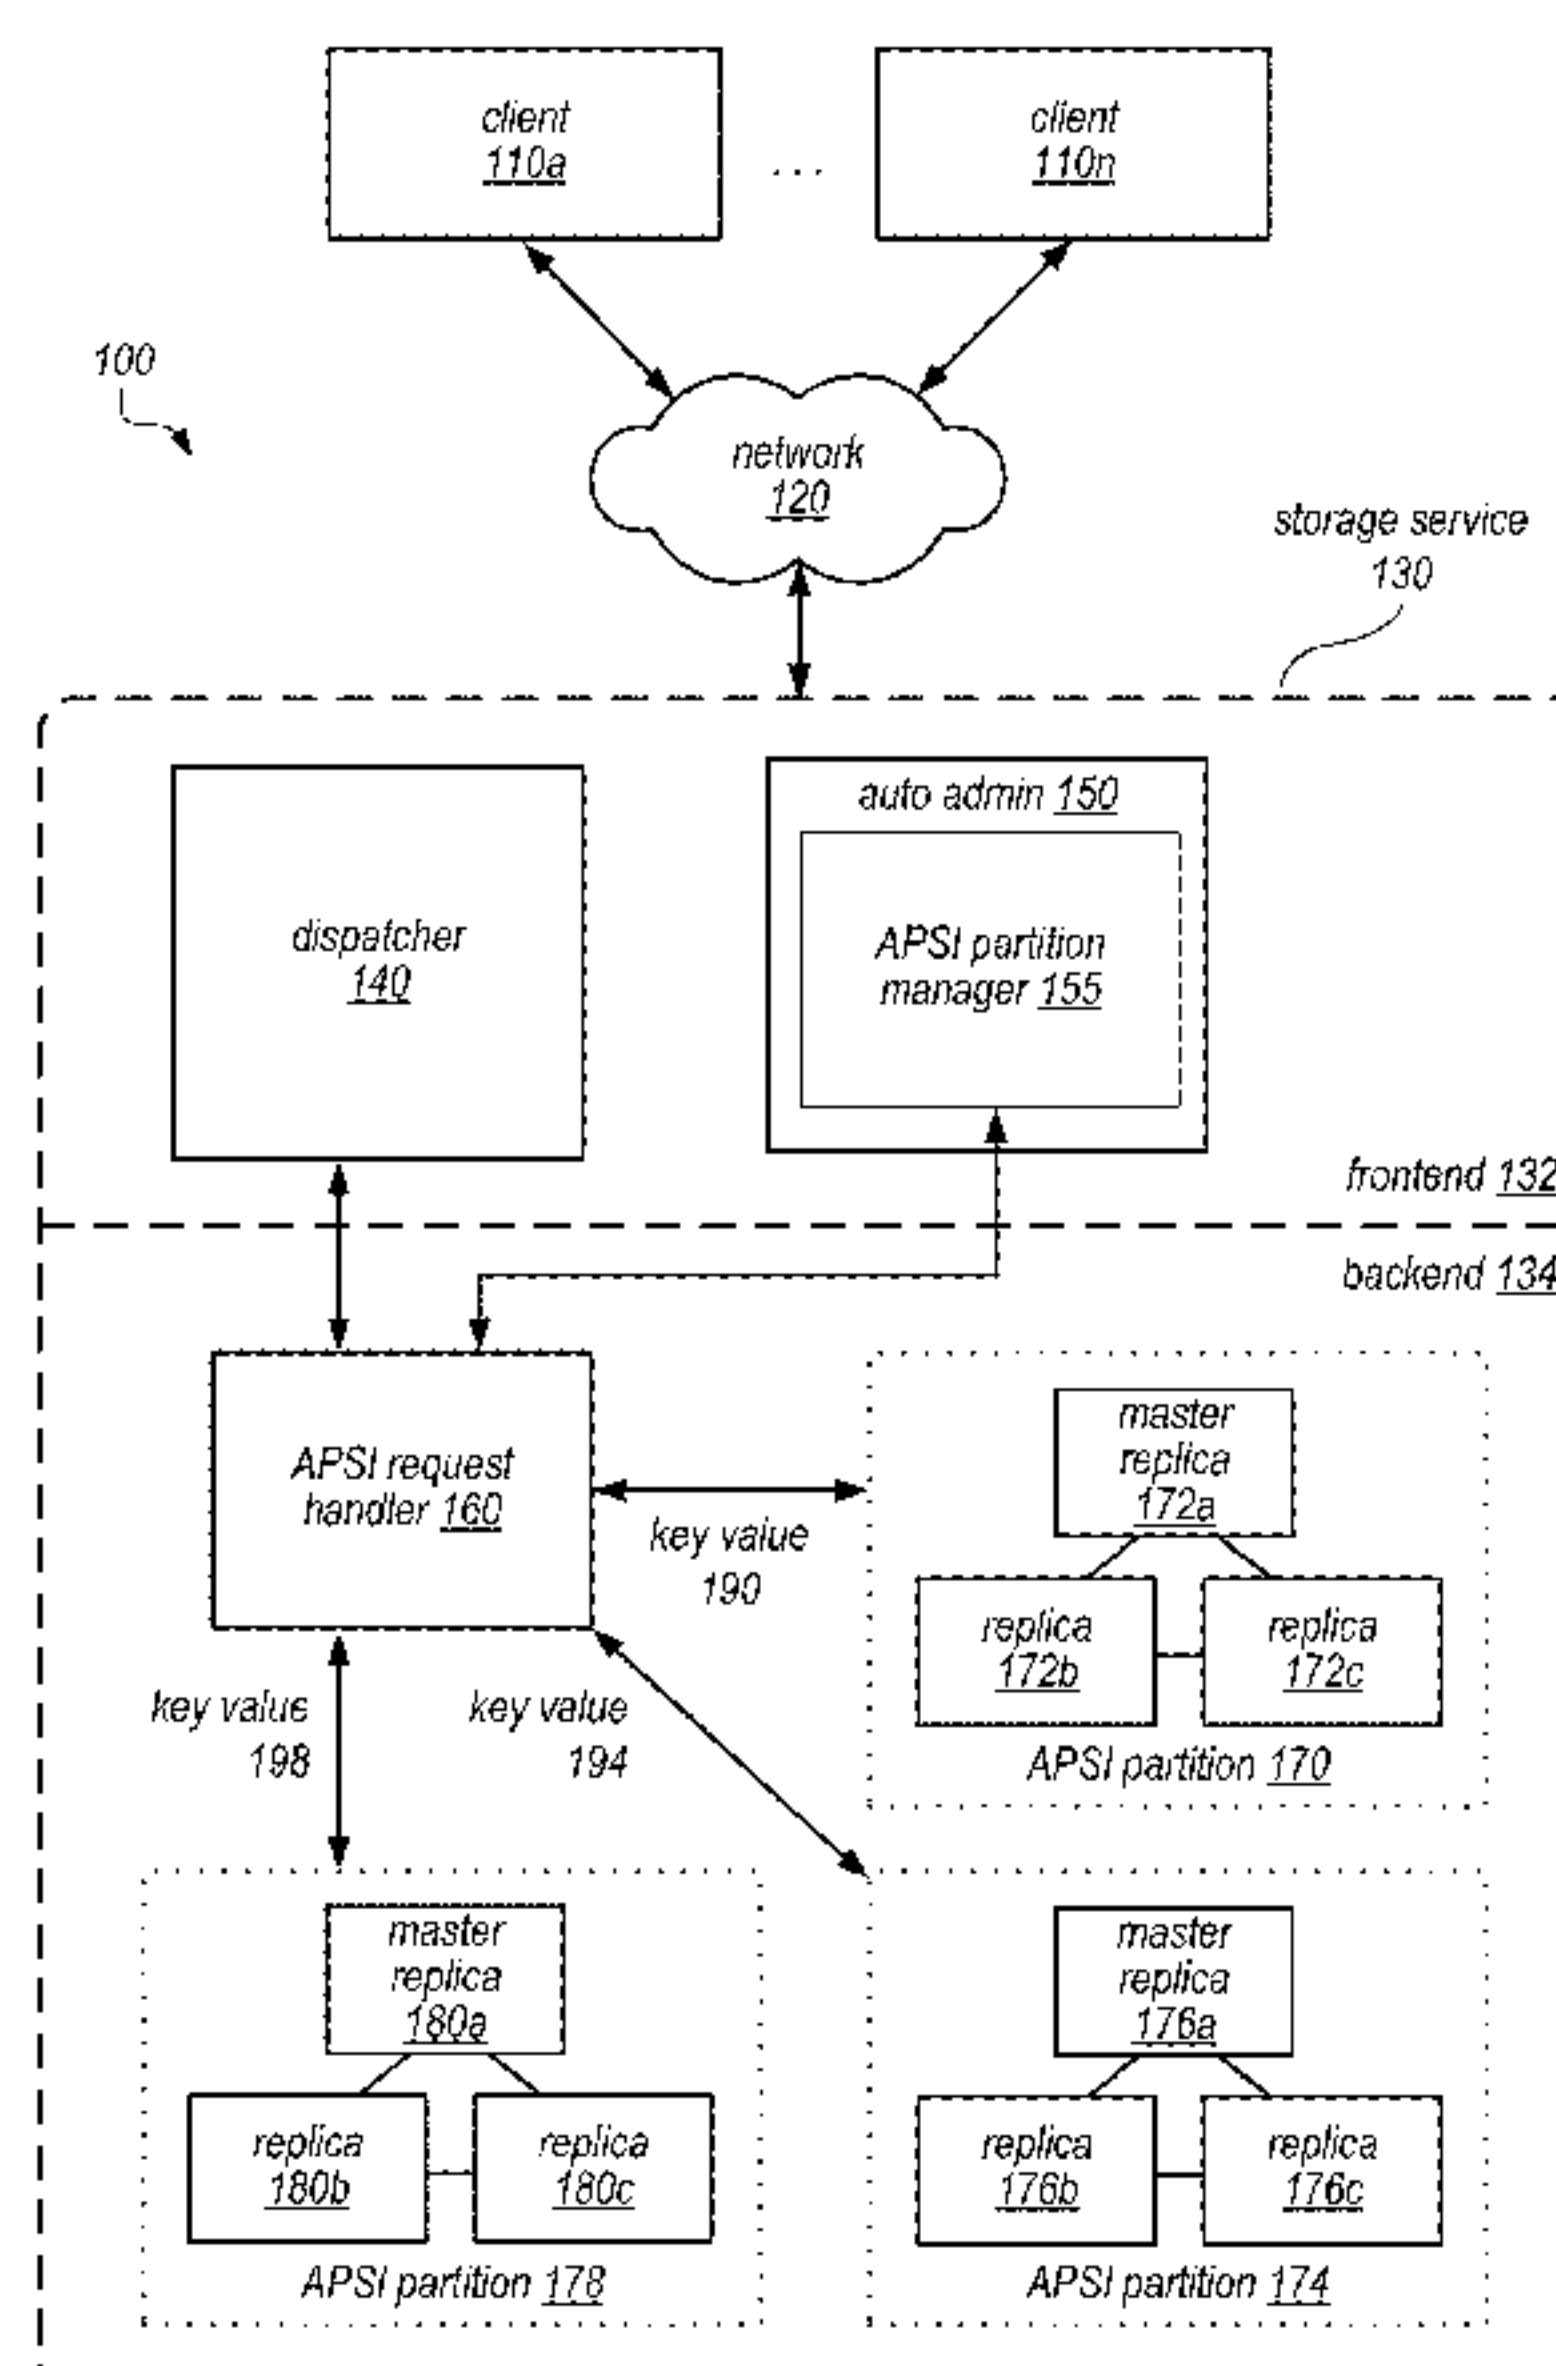 client
110a
...
client
110n
100
network
120
storage service
130
dispatcher
140
auto admin 150
APSI partition
manager 155
frontend 132
backend 134
APSI request
handler 160
key value
190
master
replica
172a
replica
172b
replica
172c
APSI partition 170
key value
198
key value
194
master
replica
180a
replica
180b
replica
180c
APSI partition 178
master
replica
176a
replica
176b
replica
176c
APSI partition 174